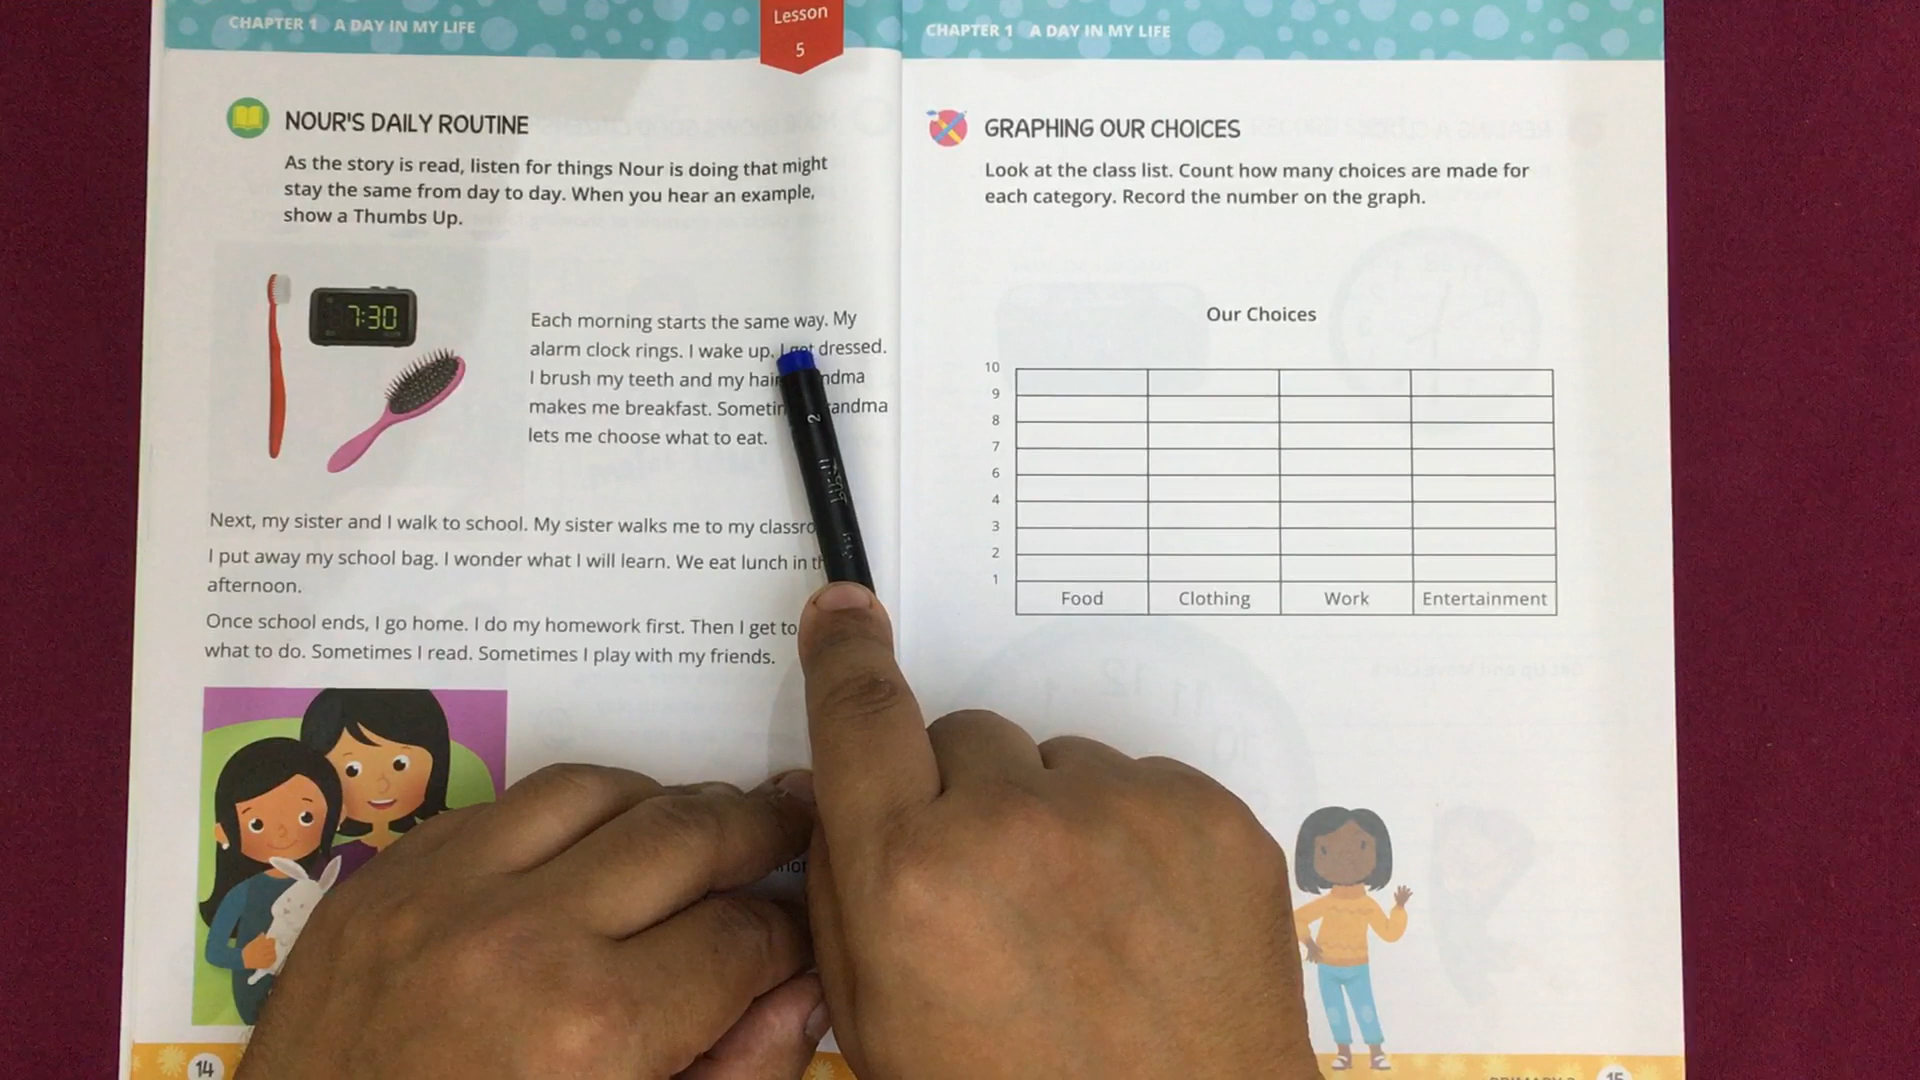 CHAPTER 1 A DAY IN MY LIFE
Lesson
5
NOUR'S DAILY ROUTINE
As the story is read, listen for things Nour is doing that might
stay the same from day to day. When you hear an example,
show a Thumbs Up.
7:30
Each morning starts the same way. My
alarm clock rings. I wake up. I get dressed.
I brush my teeth and my hair
makes me breakfast.
lets me choose what to eat.
Next, my sister and I walk to school. My sister walks me to my
I put away my school bag. I wonder what I will learn. We eat lunch in
afternoon.
Once school ends, I go home. I do my homework first. Then I get to
what to do. Sometimes I read. Sometimes I play with my friends.
14
CHAPTER 1 A DAY IN MY LIFE
GRAPHING OUR CHOICES
Look at the class list. Count how many choices are made for
each category. Record the number on the graph.
Our Choices
10
9
8
7
6
4
3
2
1
Food Clothing Work Entertainment
15